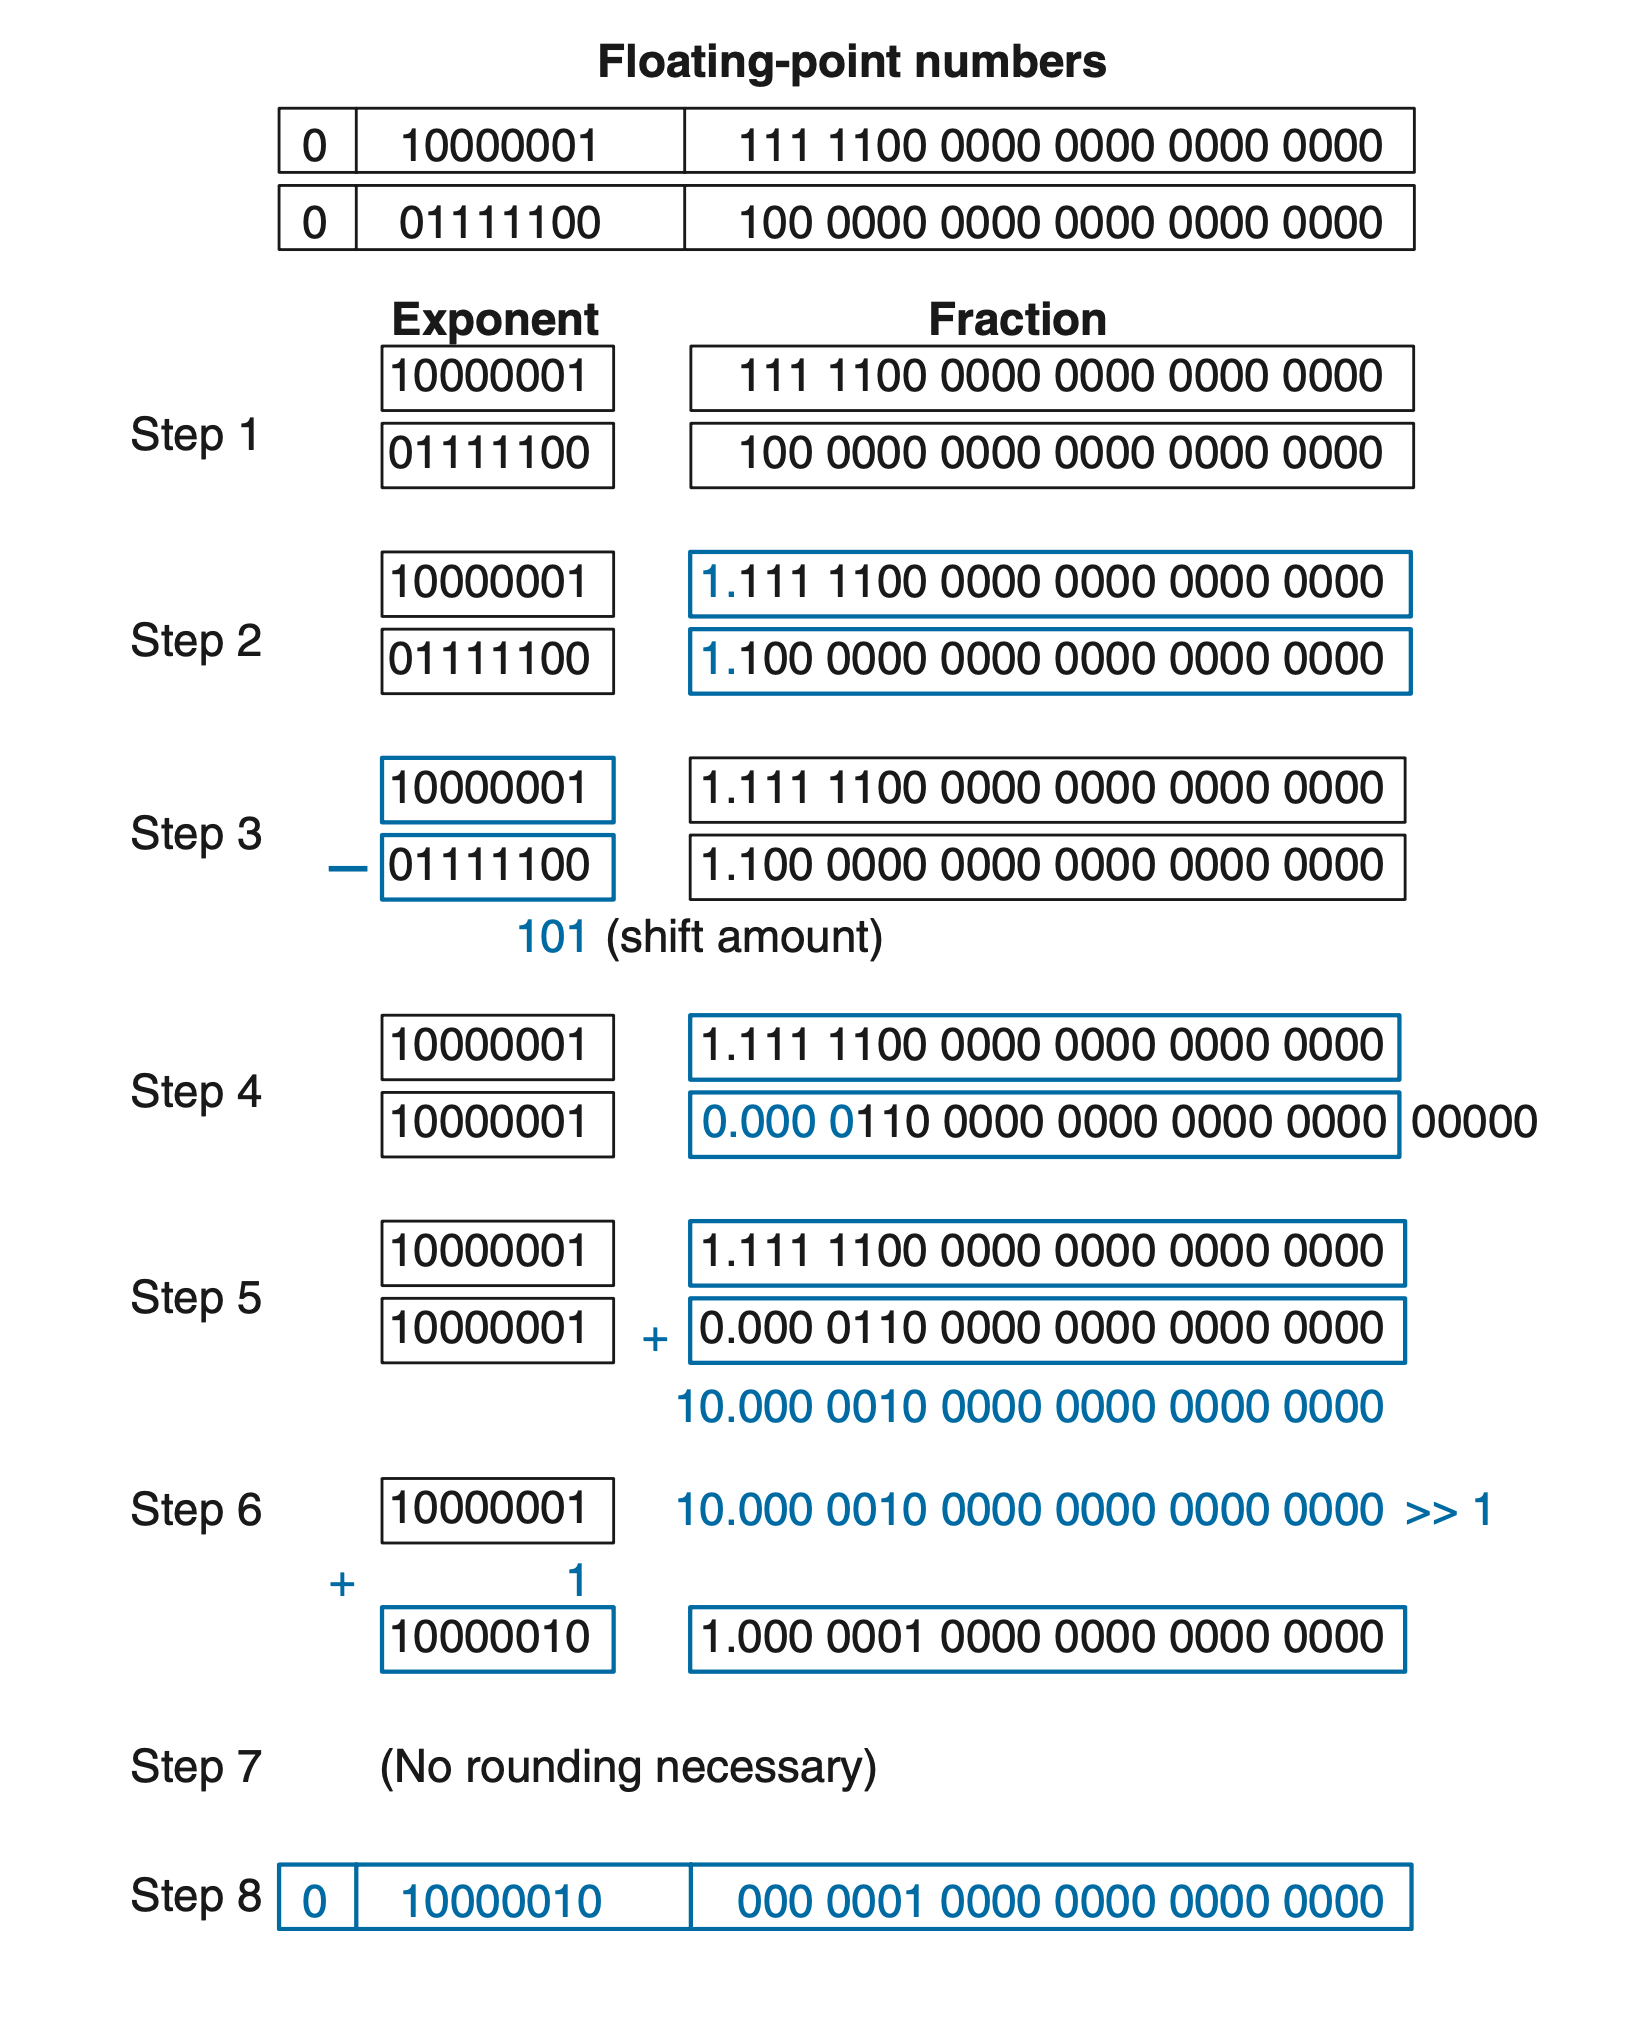 Floating-point numbers
0 10000001 111 1100 0000 0000 0000 0000
0 01111100 100 0000 0000 0000 0000 0000
Exponent Fraction
10000001 111 1100 0000 0000 0000 0000
Step 1
01111100 100 0000 0000 0000 0000 0000
10000001 1.111 1100 0000 0000 0000 0000
Step 2
01111100 1.100 0000 0000 0000 0000 0000
10000001 1.111 1100 0000 0000 0000 0000
Step 3
— 01111100 1.100 0000 0000 0000 0000 0000
101 (shift amount)
10000001 1.111 1100 0000 0000 0000 0000
Step 4
10000001 0.000 0110 0000 0000 0000 0000 00000
10000001 1.111 1100 0000 0000 0000 0000
Step 5
10000001 + 0.000 0110 0000 0000 0000 0000
10.000 0010 0000 0000 0000 0000
Step 6 10000001 10.000 0010 0000 0000 0000 0000 >> 1
+ 1
10000010 1.000 0001 0000 0000 0000 0000
Step 7 (No rounding necessary)
Step 8 0 10000010 000 0001 0000 0000 0000 0000